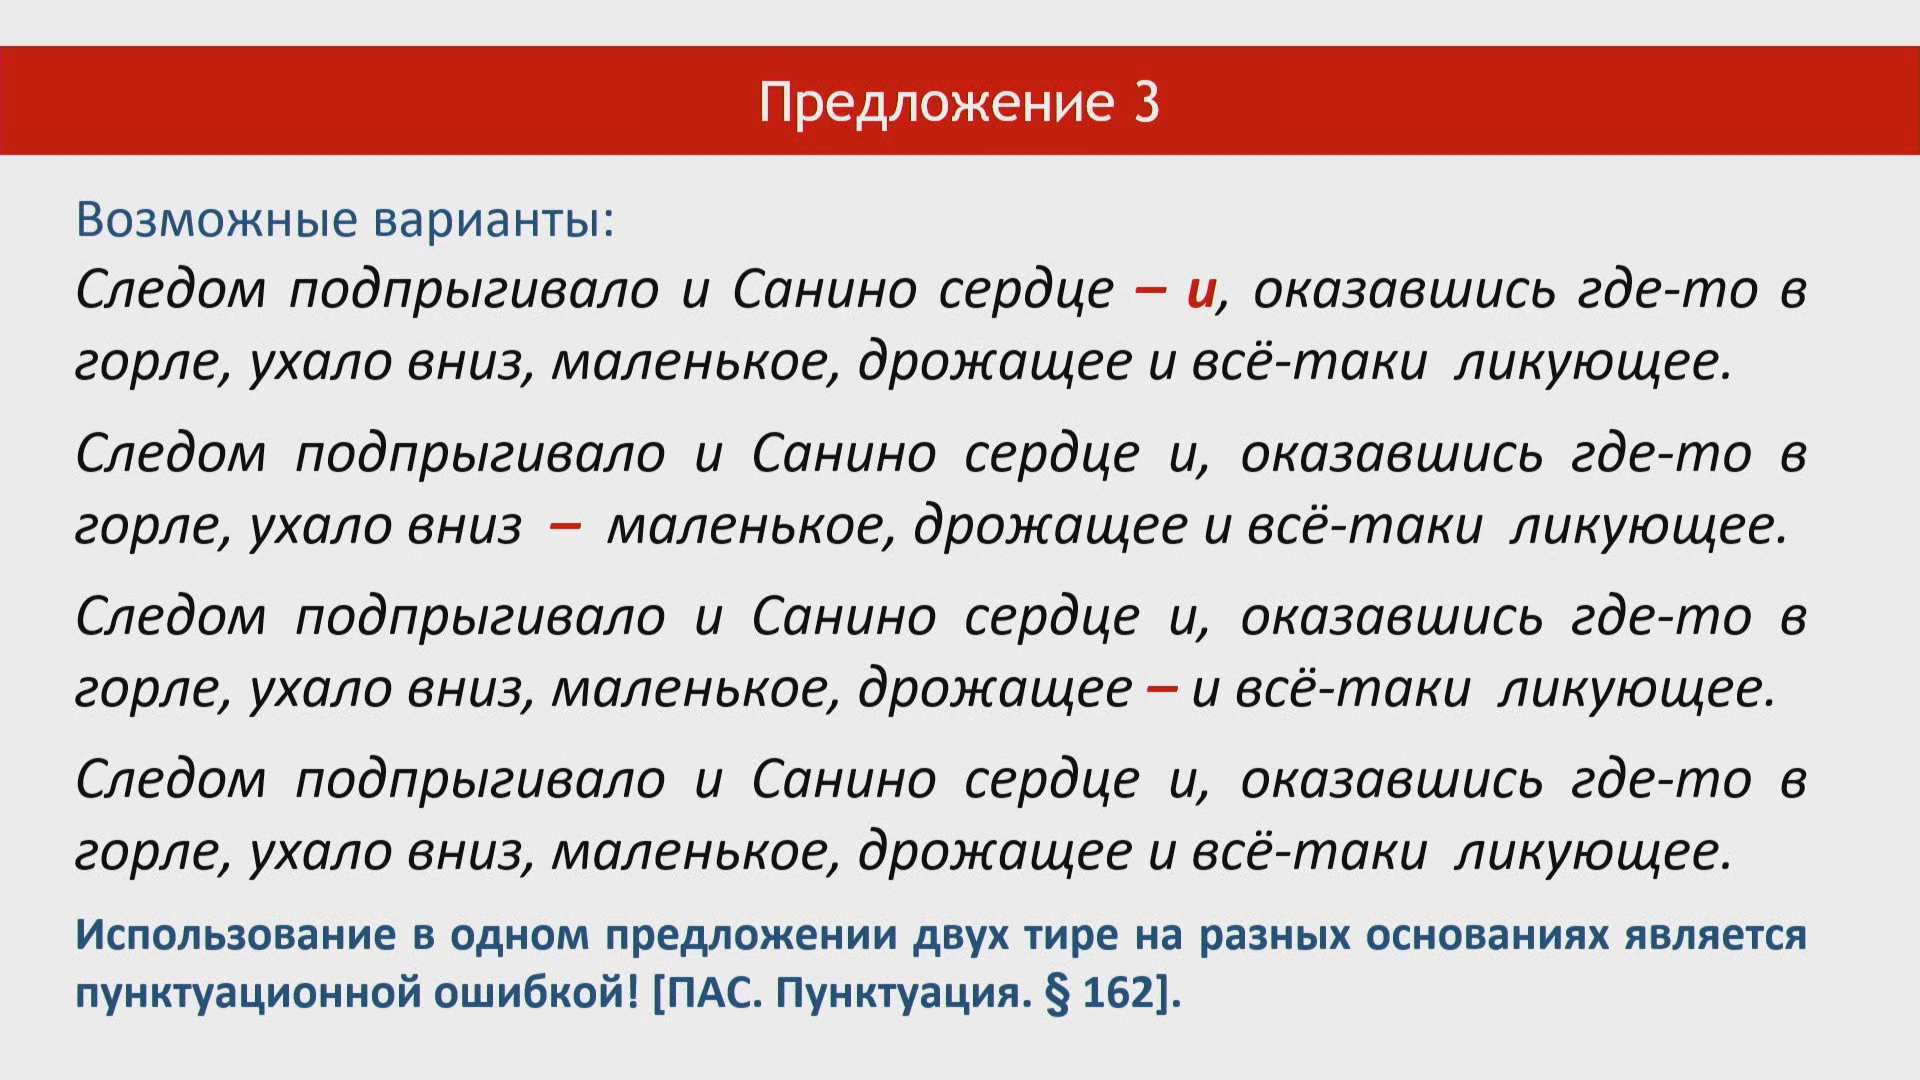 Предложение 3
Возможные варианты:
Следом подпрыгивало и Санино сердце – и, оказавшись где-то в
горле, ухало вниз, маленькое, дрожащее и всё-таки ликующее.
Следом подпрыгивало и Санино сердце и, оказавшись где-то в
горле, ухало вниз – маленькое, дрожащее и всё-таки ликующее.
Следом подпрыгивало и Санино сердце и, оказавшись где-то в
горле, ухало вниз, маленькое, дрожащее – и всё-таки ликующее.
Следом подпрыгивало и Санино сердце и, оказавшись где-то в
горле, ухало вниз, маленькое, дрожащее и всё-таки ликующее.
Использование в одном предложении двух тире на разных основаниях является
пунктуационной ошибкой! [ПАС. Пунктуация. § 162].